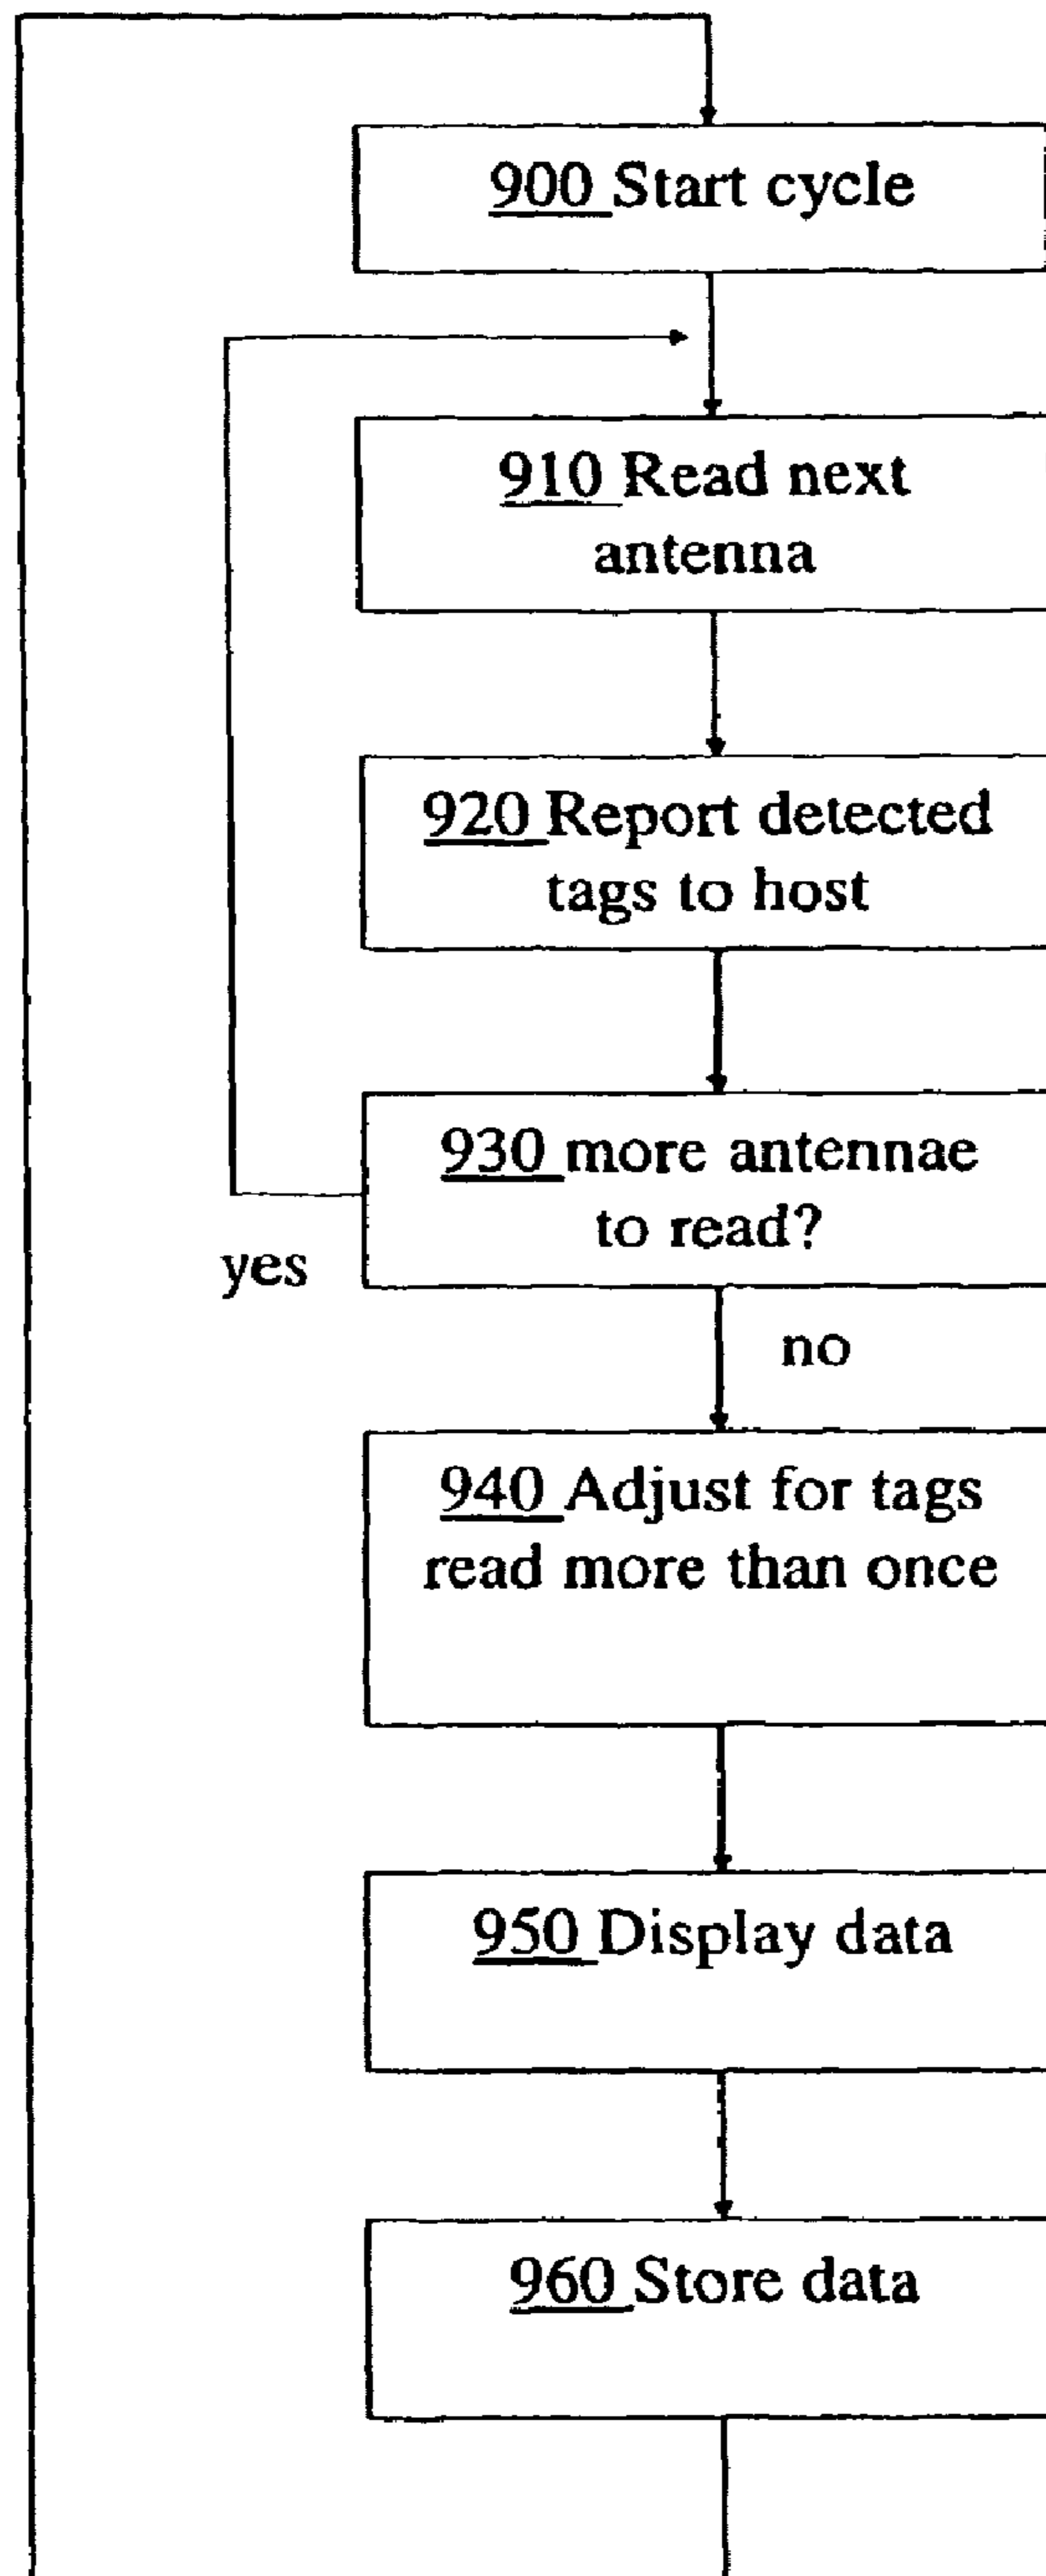 900 Start cycle
910 Read next
antenna
920 Report detected
tags to host
930 more antennae
to read?
yes
no
940 Adjust for tags
read more than once
950 Display data
960 Store data